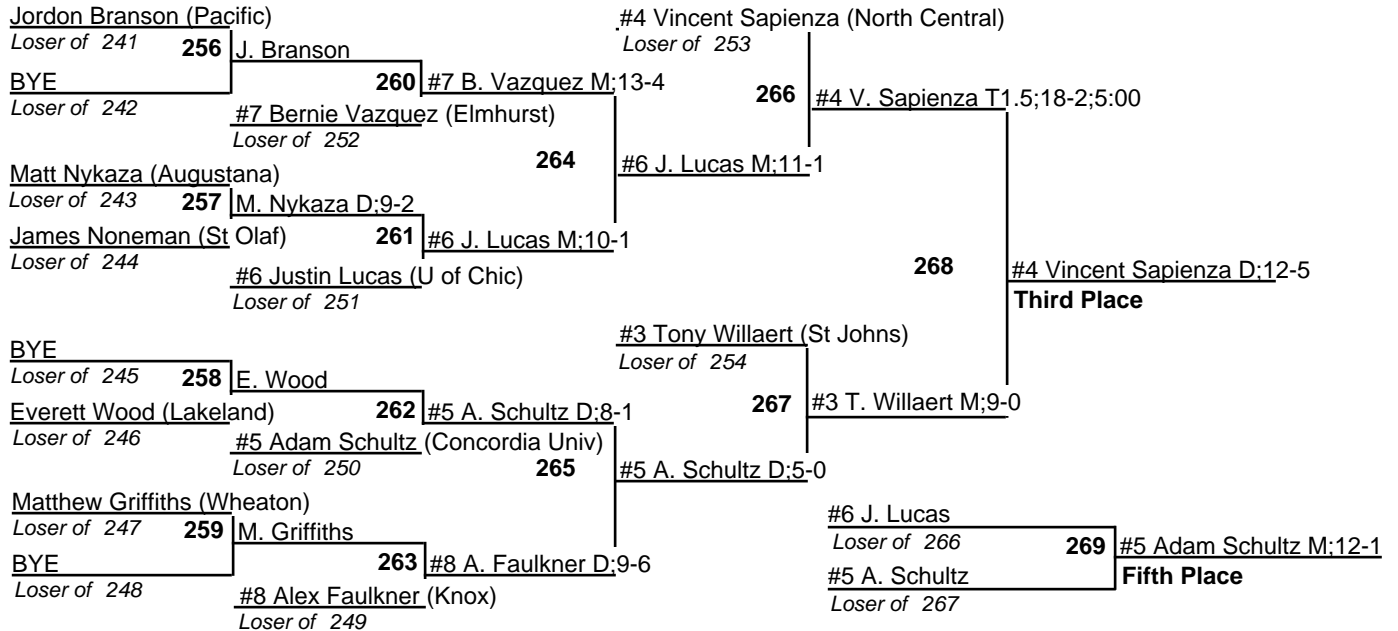 Jordon Branson (Pacific)
Loser of 241
256
J. Branson
BYE
Loser of 242
260
#7 B. Vazquez M;13-4
#7 Bernie Vazquez (Elmhurst)
Loser of 252
264
#6 J. Lucas M;11-1
Matt Nykaza (Augustana)
Loser of 243
257
M. Nykaza D;9-2
James Noneman (St Olaf)
Loser of 244
261
#6 J. Lucas M;10-1
#6 Justin Lucas (U of Chic)
Loser of 251
#4 Vincent Sapienza (North Central)
Loser of 253
266
#4 V. Sapienza T1.5;18-2;5:00
268
#4 Vincent Sapienza D;12-5
Third Place
BYE
Loser of 245
258
E. Wood
Everett Wood (Lakeland)
Loser of 246
262
#5 A. Schultz D;8-1
#5 Adam Schultz (Concordia Univ)
Loser of 250
265
#5 A. Schultz D;5-0
Matthew Griffiths (Wheaton)
Loser of 247
259
M. Griffiths
BYE
Loser of 248
263
#8 A. Faulkner D;9-6
#8 Alex Faulkner (Knox)
Loser of 249
#3 Tony Willaert (St Johns)
Loser of 254
267
#3 T. Willaert M;9-0
#6 J. Lucas
Loser of 266
269
#5 Adam Schultz M;12-1
Fifth Place
#5 A. Schultz
Loser of 267